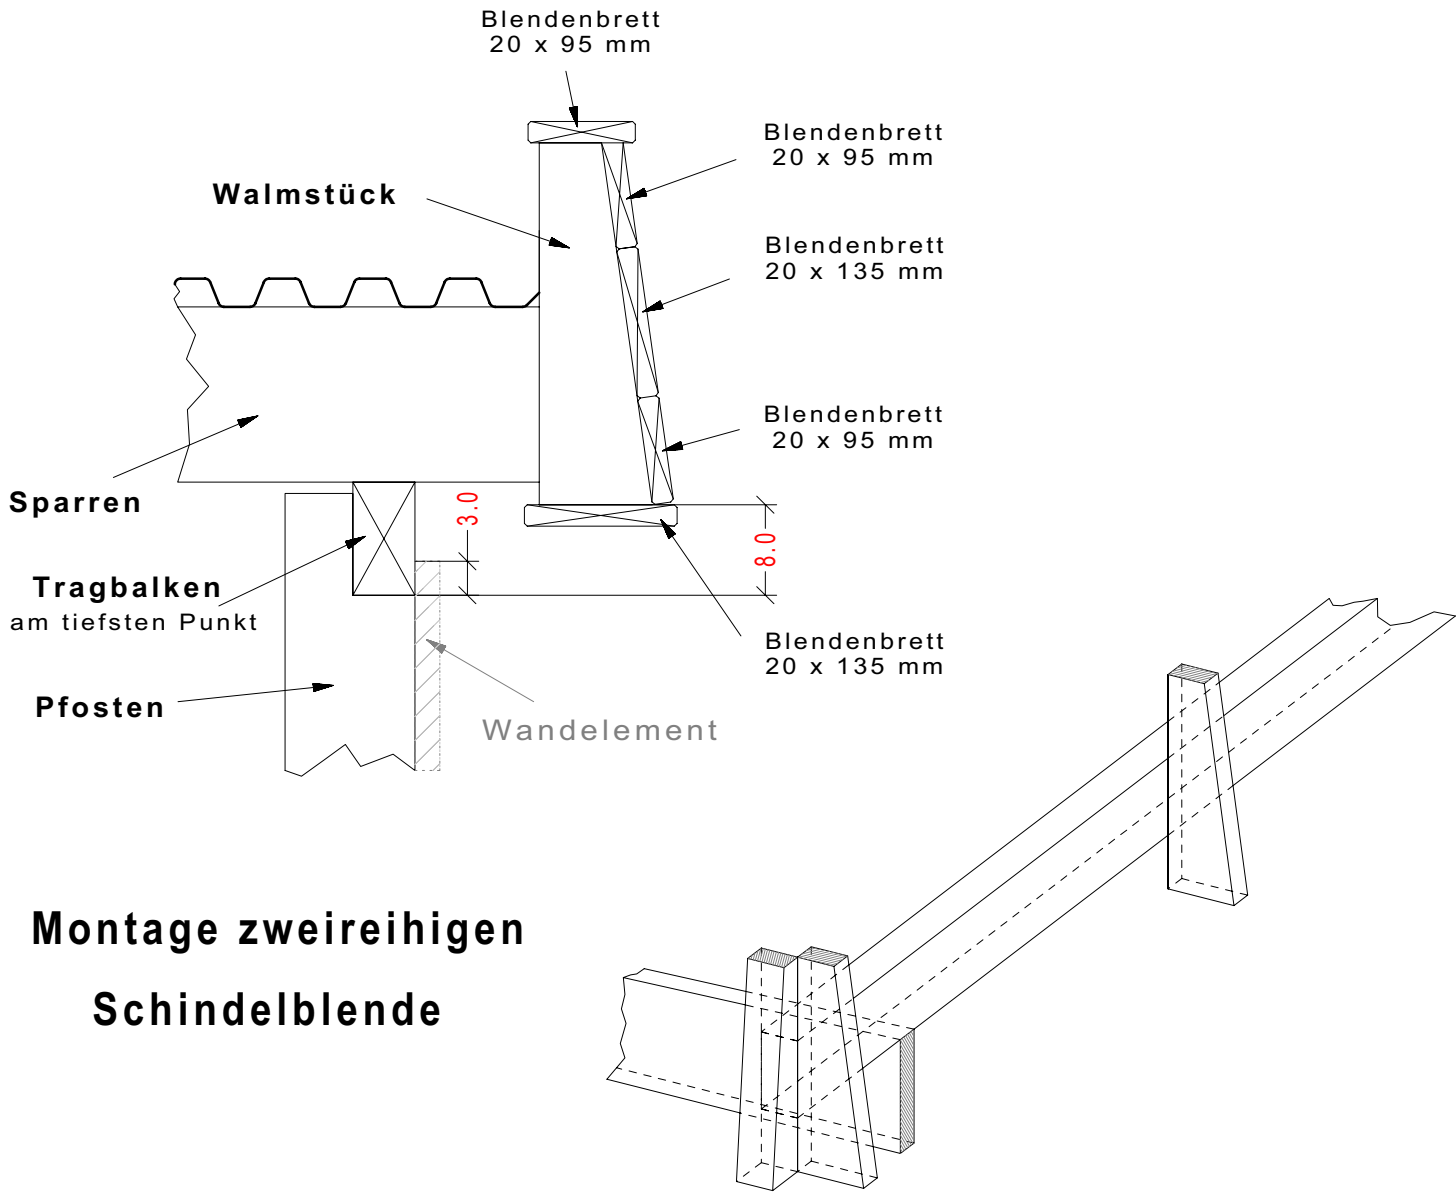 Blendenbrett
20 x 95 mm
Blendenbrett
20 x 95 mm
Walmstück
Blendenbrett
20 x 135 mm
Blendenbrett
20 x 95 mm
Sparren
3.0
8.0
Tragbalken
am tiefsten Punkt
Blendenbrett
20 x 135 mm
Pfosten
Wandelement
Montage zweireihigen
Schindelblende